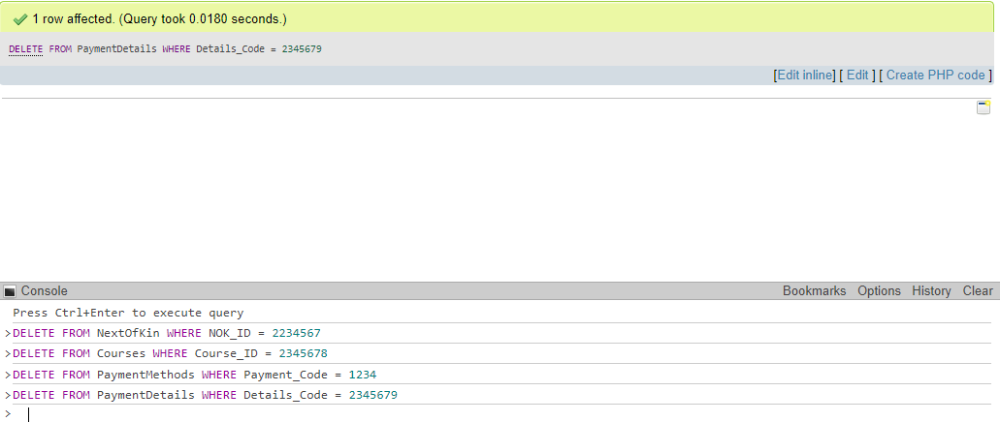 1 row affected. (Query took 0.0180 seconds.)
DELETE FROM PaymentDetails WHERE Details_Code = 2345679
[Edit inline] [ Edit ] [ Create PHP code ]
Console Bookmarks Options History Clear
Press Ctrl+Enter to execute query
>DELETE FROM NextOfKin WHERE NOK_ID = 2234567
>DELETE FROM Courses WHERE Course_ID = 2345678
>DELETE FROM PaymentMethods WHERE Payment_Code = 1234
>DELETE FROM PaymentDetails WHERE Details_Code = 2345679
>